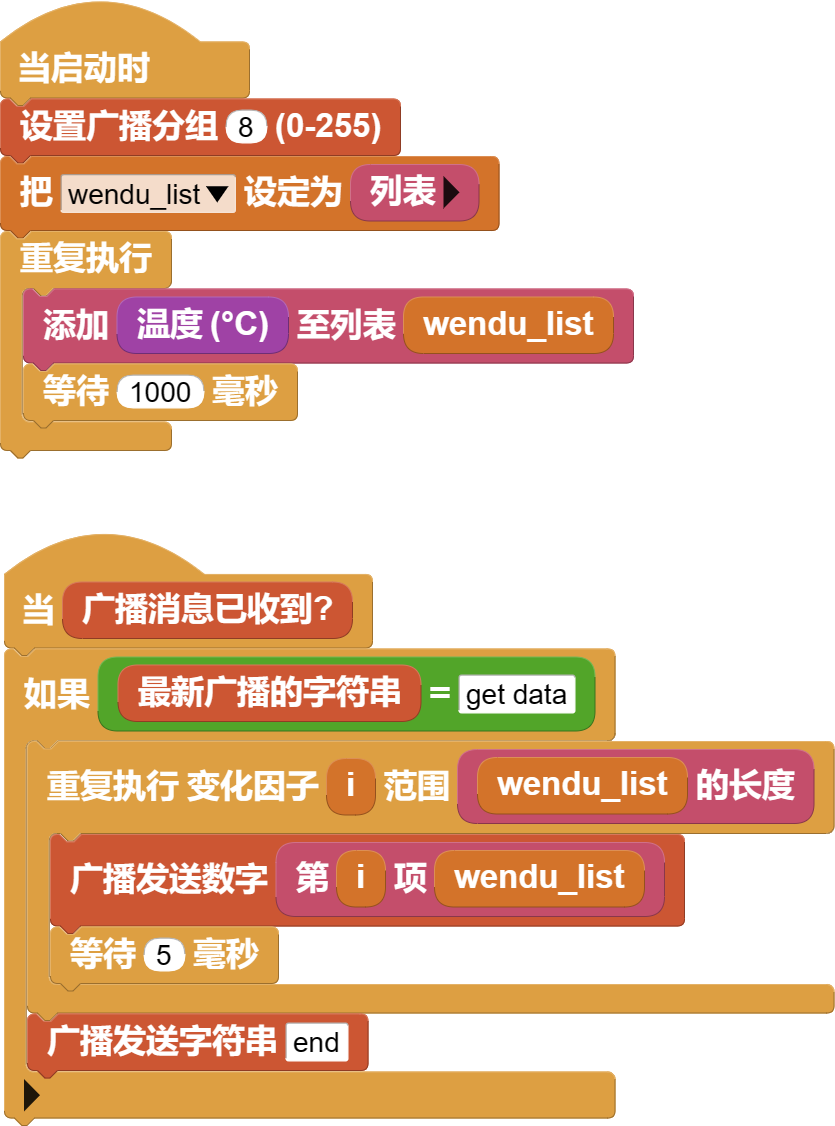 当启动时
设置广播分组 8 (0-255)
把 wendu_list 设定为 列表
重复执行
添加 温度 (°C) 至列表 wendu_list
等待 1000 毫秒
当 广播消息已收到?
如果 最新广播的字符串 = get data
重复执行 变化因子 i 范围 wendu_list 的长度
广播发送数字 第 i 项 wendu_list
等待 5 毫秒
广播发送字符串 end